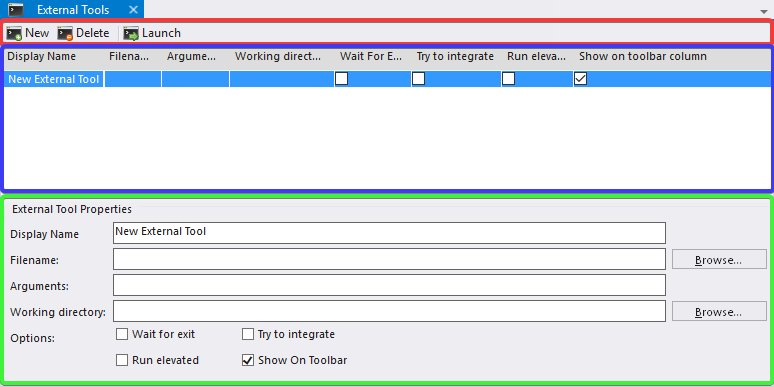 External Tools
New Delete Launch
Display Name Filena... Argume... Working direct... Wait For E... Try to integrate Run eleva... Show on toolbar column
New External Tool
External Tool Properties
Display Name New External Tool
Filename: Browse...
Arguments:
Working directory: Browse...
Options: Wait for exit Try to integrate
Run elevated Show On Toolbar